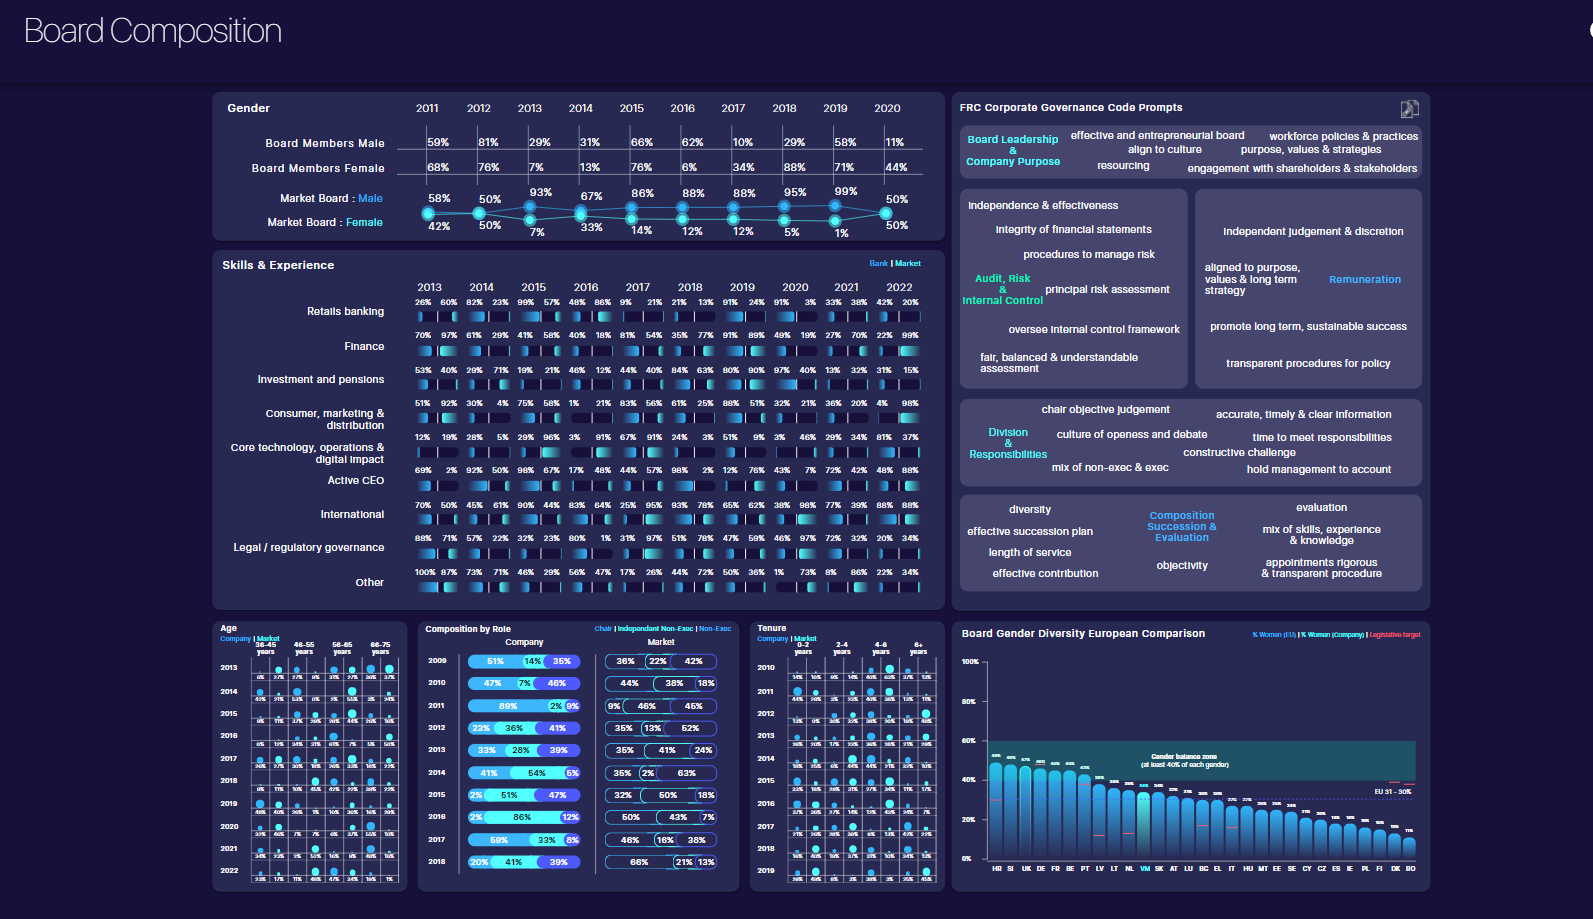 Board Composition
Gender
2011 2012 2013 2014 2015 2016 2017 2018 2019 2020
Board Members Male 59% 81% 29% 31% 66% 62% 10% 29% 58% 11%
Board Members Female 68% 76% 7% 13% 76% 6% 34% 88% 71% 44%
Market Board : Male 58% 50% 93% 67% 86% 88% 88% 95% 99% 50%
Market Board : Female 42% 50% 7% 33% 14% 12% 12% 5% 1% 50%
Skills & Experience
Bank | Market
2013 2014 2015 2016 2017 2018 2019 2020 2021 2022
Retails banking 26% 60% 82% 23% 99% 57% 48% 86% 9% 21% 21% 13% 91% 24% 91% 3% 33% 38% 42% 20%
Finance 70% 97% 61% 29% 41% 58% 40% 18% 81% 54% 35% 77% 91% 89% 49% 19% 27% 70% 22% 99%
Investment and pensions 53% 40% 29% 71% 19% 21% 46% 12% 44% 40% 84% 63% 80% 90% 97% 40% 13% 32% 31% 15%
Consumer, marketing &
distribution 51% 92% 30% 4% 75% 58% 1% 21% 83% 56% 61% 25% 88% 51% 32% 21% 36% 20% 4% 98%
Core technology, operations &
digital impact 12% 19% 28% 5% 29% 96% 3% 91% 67% 91% 24% 3% 51% 9% 3% 46% 29% 34% 81% 37%
Active CEO 69% 2% 92% 50% 98% 67% 17% 48% 44% 57% 98% 2% 12% 76% 43% 7% 72% 42% 48% 88%
International 70% 50% 45% 61% 90% 44% 83% 64% 25% 95% 93% 78% 65% 62% 38% 98% 77% 39% 88% 88%
Legal / regulatory governance 88% 71% 57% 22% 32% 23% 80% 1% 31% 97% 51% 78% 47% 59% 46% 97% 72% 32% 20% 34%
Other 100% 87% 73% 71% 46% 29% 56% 47% 17% 26% 44% 72% 50% 36% 1% 73% 8% 86% 22% 34%
FRC Corporate Governance Code Prompts
Board Leadership
&
Company Purpose
effective and entrepreneurial board
workforce policies & practices
align to culture
purpose, values & strategies
resourcing
engagement with shareholders & stakeholders
Independence & effectiveness
integrity of financial statements
procedures to manage risk
Audit, Risk
&
Internal Control
principal risk assessment
oversee internal control framework
fair, balanced & understandable
assessment
independent judgement & discretion
aligned to purpose,
values & long term
strategy
Remuneration
promote long term, sustainable success
transparent procedures for policy
chair objective judgement
accurate, timely & clear information
Division
&
Responsibilities
culture of openess and debate
time to meet responsibilities
constructive challenge
mix of non-exec & exec
hold management to account
diversity
evaluation
Composition
Succession &
Evaluation
effective succession plan
mix of skills, experience
& knowledge
length of service
objectivity
effective contribution
appointments rigorous
& transparent procedure
Age
Company | Market
36-45
years
46-55
years
56-65
years
66-75
years
2013
2014
2015
2016
2017
2018
2019
2020
2021
2022
Composition by Role
Chair | Independant Non-Exec | Non-Exec
Company Market
2009 51% 14% 35% 36% 22% 42%
2010 47% 7% 46% 44% 38% 18%
2011 89% 2% 9% 9% 46% 45%
2012 23% 36% 41% 35% 13% 52%
2013 33% 28% 39% 35% 41% 24%
2014 41% 54% 5% 35% 2% 63%
2015 2% 51% 47% 32% 50% 18%
2016 2% 86% 12% 50% 43% 7%
2017 59% 33% 8% 46% 16% 38%
2018 20% 41% 39% 66% 21% 13%
Tenure
Company | Market
0-2
years
2-4
years
4-6
years
6+
years
2010
2011
2012
2013
2014
2015
2016
2017
2018
2019
Board Gender Diversity European Comparison
% Women (EU) | % Women (Company) | Legislative target
100%
80%
60%
40%
20%
0%
Gender balance zone
(at least 40% of each gender)
EU 31 - 30%
HR SI UK DE FR BE PT LV LT NL VM SK AT LU BG EL IT HU MT EE SE CY CZ ES IE PL FI DK RO